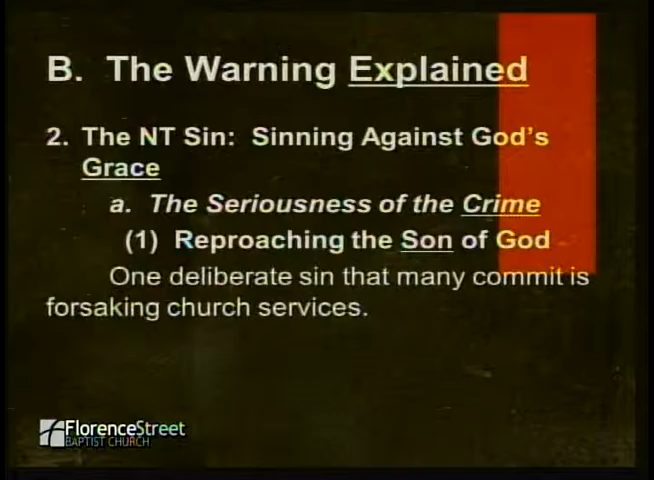 B. The Warning Explained
2. The NT Sin: Sinning Against God's
Grace
a. The Seriousness of the Crime
(1) Reproaching the Son of God
One deliberate sin that many commit is
forsaking church services.
FlorenceStreet
BAPTIST CHURCH